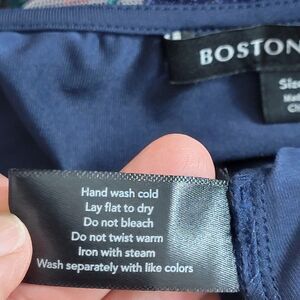 BOSTON
Size
Hand wash cold
Lay flat to dry
Do not bleach
Do not twist warm
Iron with steam
Wash separately with like colors